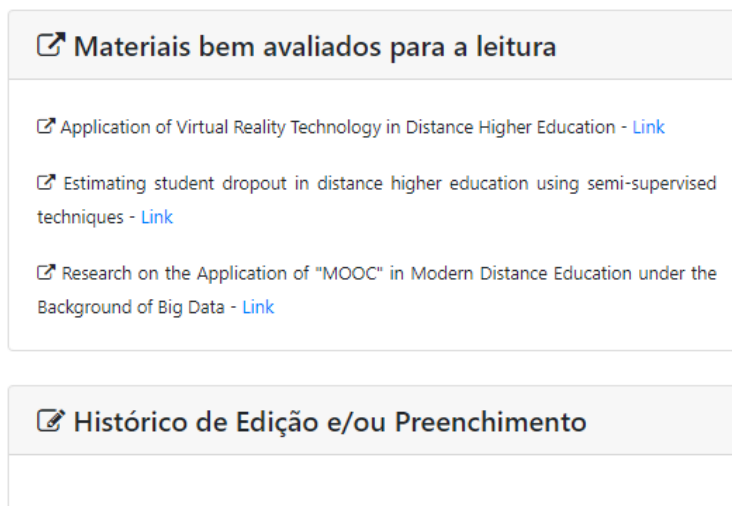 Materiais bem avaliados para a leitura
Application of Virtual Reality Technology in Distance Higher Education - Link
Estimating student dropout in distance higher education using semi-supervised
techniques - Link
Research on the Application of "MOOC" in Modern Distance Education under the
Background of Big Data - Link
Histórico de Edição e/ou Preenchimento